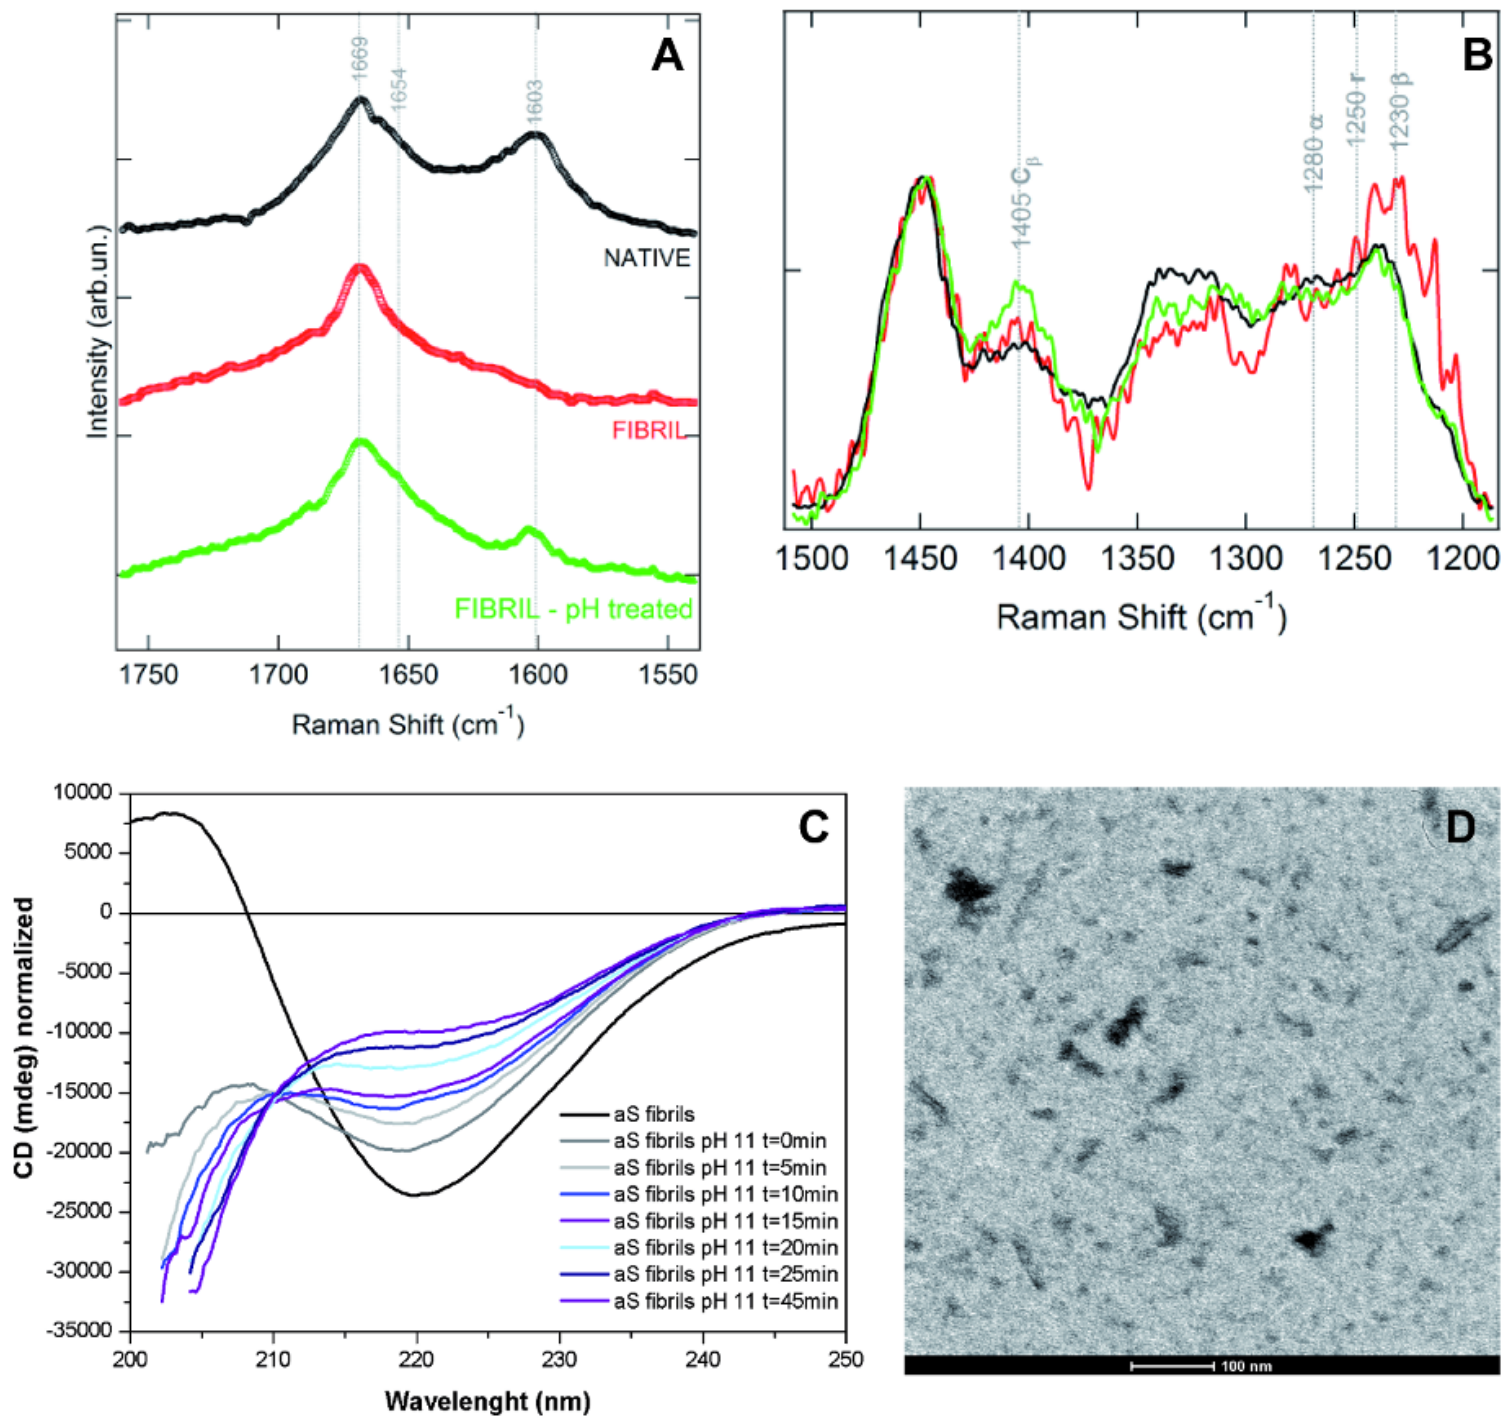 A
1669
1654
1603
NATIVE
FIBRIL
FIBRIL - pH treated
Intensity (arb.un.)
1750 1700 1650 1600 1550
Raman Shift (cm-1)
B
1405 Cβ
1280 α
1250 r
1230 β
1500 1450 1400 1350 1300 1250 1200
Raman Shift (cm-1)
C
10000
5000
0
-5000
-10000
-15000
-20000
-25000
-30000
-35000
CD (mdeg) normalized
aS fibrils
aS fibrils pH 11 t=0min
aS fibrils pH 11 t=5min
aS fibrils pH 11 t=10min
aS fibrils pH 11 t=15min
aS fibrils pH 11 t=20min
aS fibrils pH 11 t=25min
aS fibrils pH 11 t=45min
200 210 220 230 240 250
Wavelenght (nm)
D
100 nm